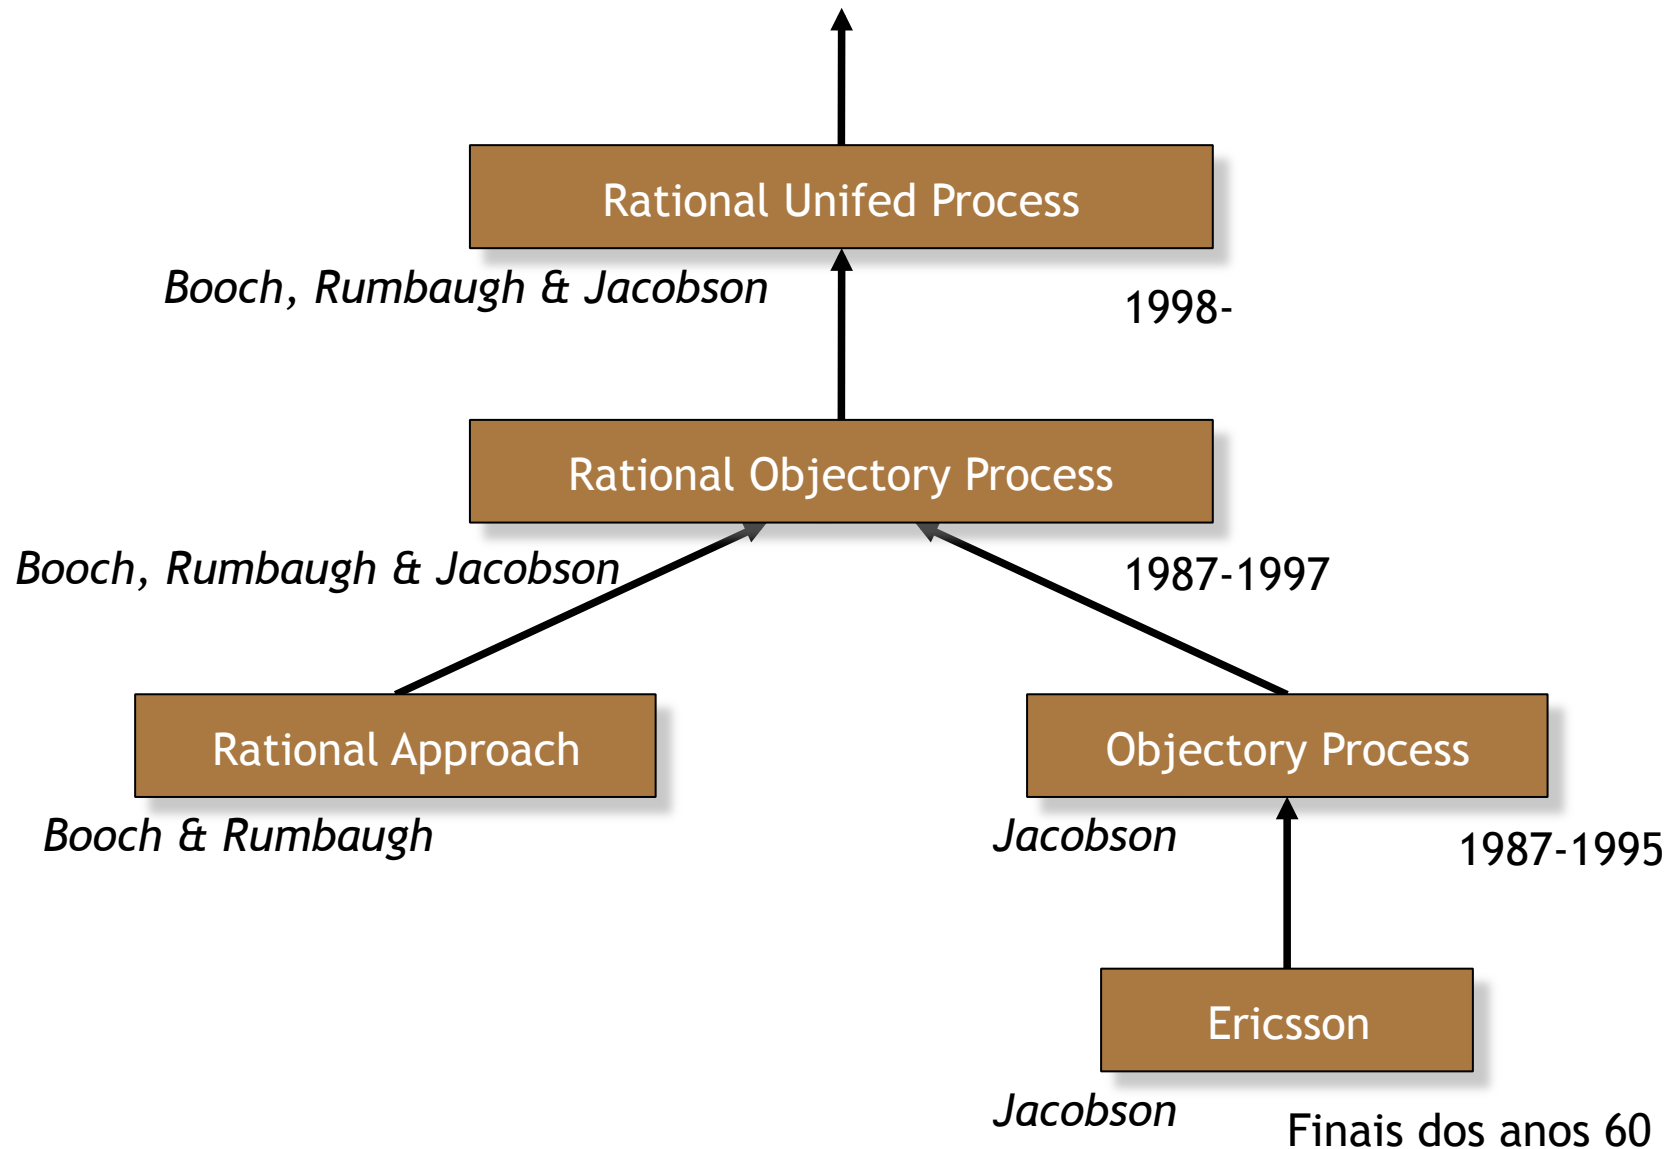 Rational Unifed Process
Booch, Rumbaugh & Jacobson
1998-
Rational Objectory Process
Booch, Rumbaugh & Jacobson
1987-1997
Rational Approach
Objectory Process
Booch & Rumbaugh
Jacobson
1987-1995
Ericsson
Jacobson
Finais dos anos 60